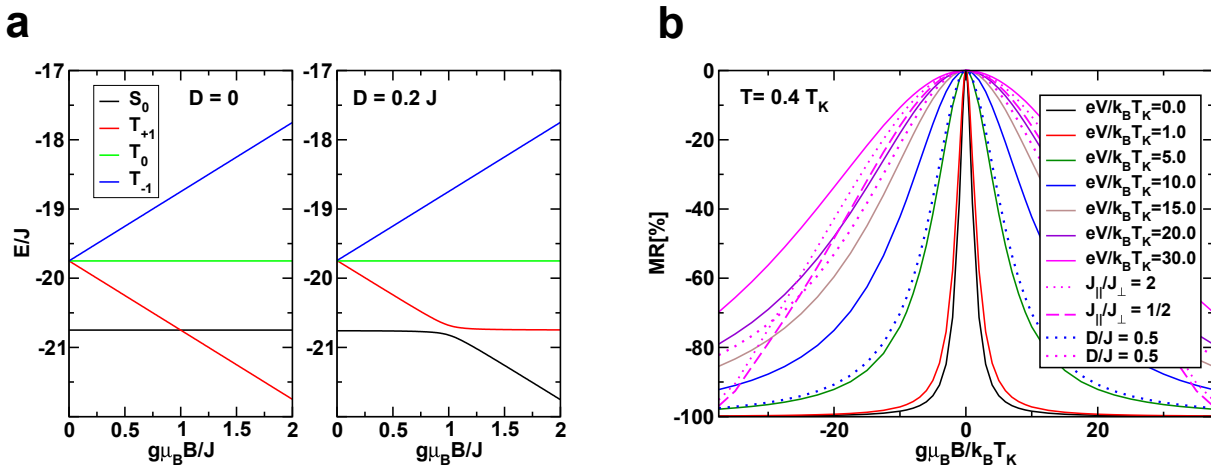 a
b
-17
-18
-19
-20
-21
E/J
S0
T+1
T0
T-1
D = 0
0 0.5 1 1.5 2
gμBB/J
-17
-18
-19
-20
-21
D = 0.2 J
0 0.5 1 1.5 2
gμBB/J
0
-20
-40
-60
-80
-100
MR[%]
T= 0.4 TK
eV/kBTK=0.0
eV/kBTK=1.0
eV/kBTK=5.0
eV/kBTK=10.0
eV/kBTK=15.0
eV/kBTK=20.0
eV/kBTK=30.0
J||/J⊥ = 2
J||/J⊥ = 1/2
D/J = 0.5
D/J = 0.5
-20 0 20
gμBB/kBTK